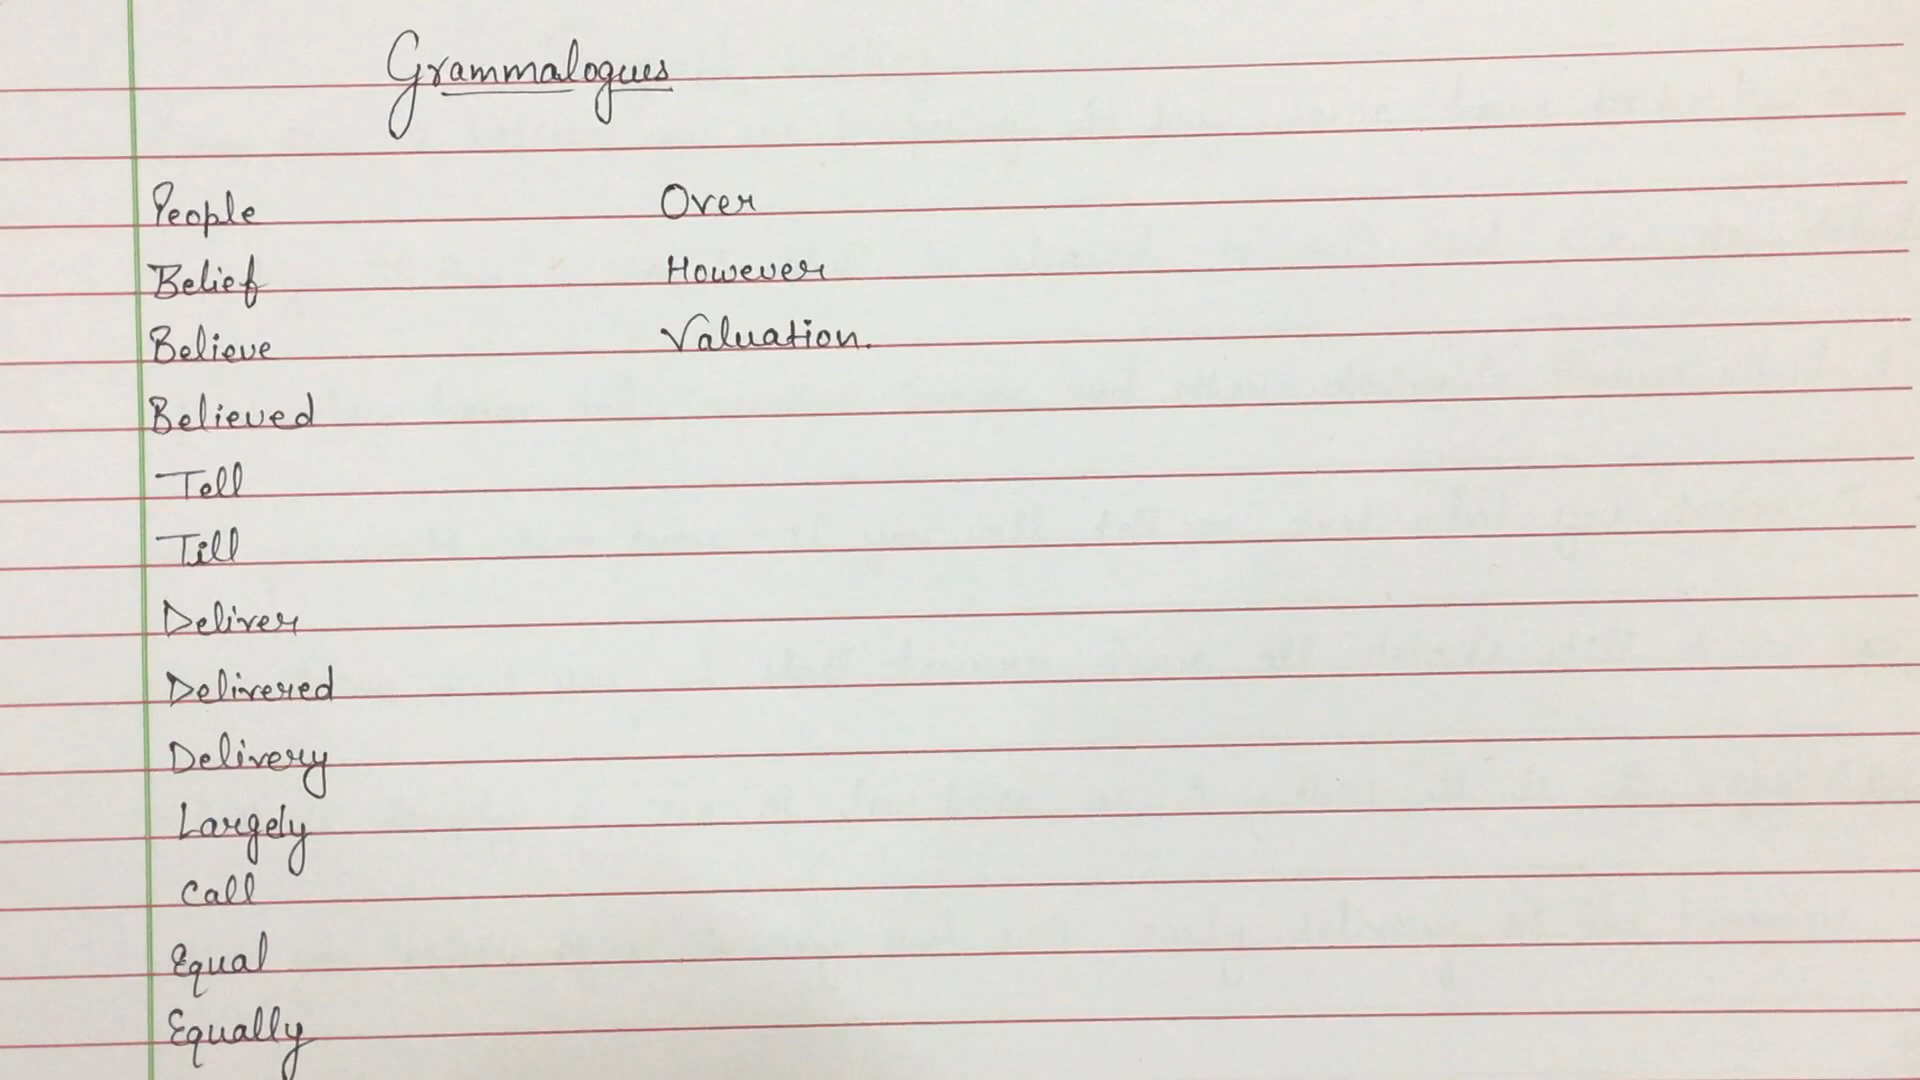 Grammalogues
People Over
Belief However
Believe Valuation.
Believed
Tell
Till
Deliver
Delivered
Delivery
Largely
Call
Equal
Equally